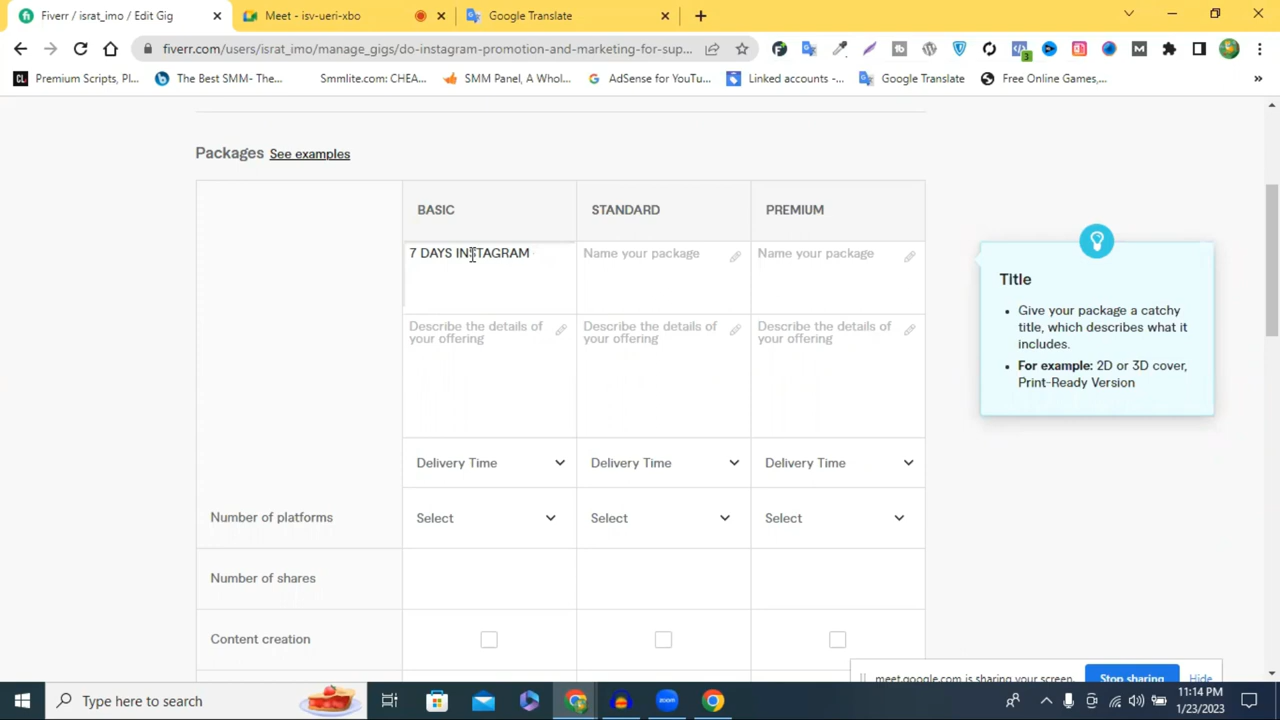 Fiverr / israt_imo / Edit Gig
Meet - isv-ueri-xbo
Google Translate
fiverr.com/users/israt_imo/manage_gigs/do-instagram-promotion-and-marketing-for-sup...
Premium Scripts, Pl...
The Best SMM- The...
Smmlite.com: CHEA...
SMM Panel, A Whol...
AdSense for YouTu...
Linked accounts -...
Google Translate
Free Online Games,...
»
Packages See examples
BASIC STANDARD PREMIUM
7 DAYS INSTAGRAM
Name your package
Name your package
Describe the details of
your offering
Describe the details of
your offering
Describe the details of
your offering
Delivery Time Delivery Time Delivery Time
Number of platforms Select Select Select
Number of shares
Content creation
Title
• Give your package a catchy
title, which describes what it
includes.
• For example: 2D or 3D cover,
Print-Ready Version
meet.google.com is sharing your screen.
Stop sharing
Hide
Type here to search
11:14 PM
1/23/2023